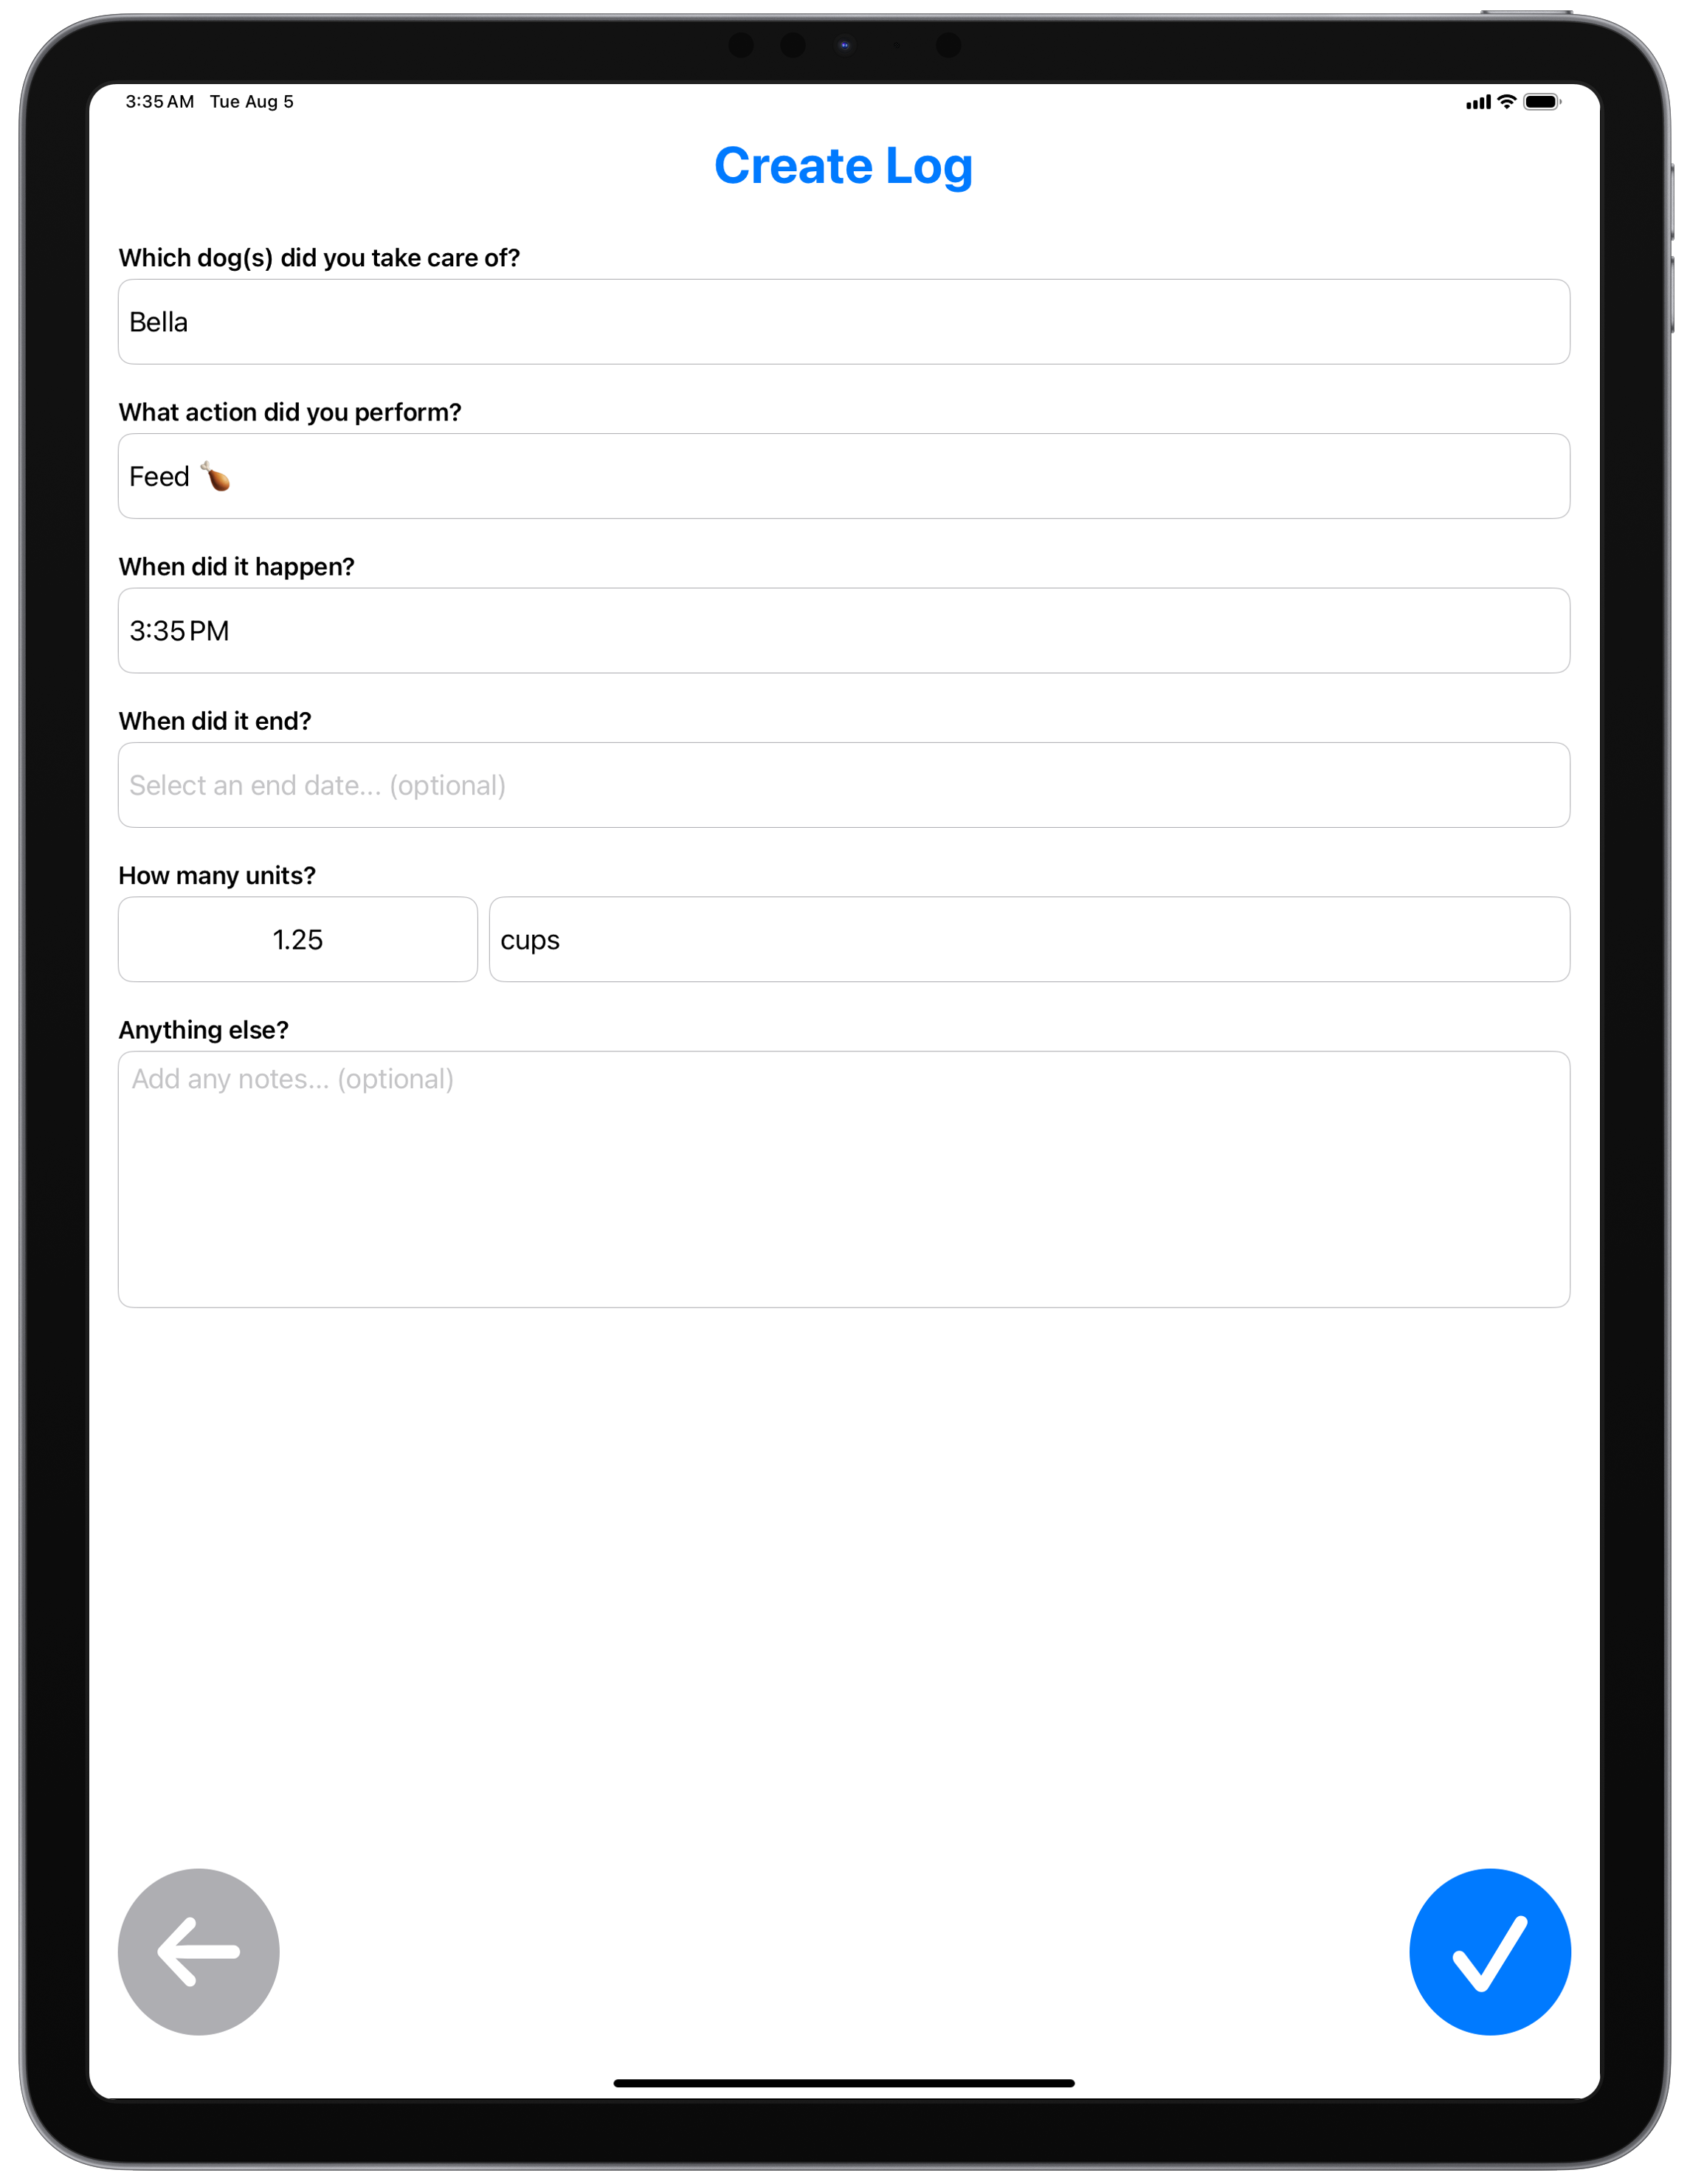 3:35 AM Tue Aug 5
Create Log
Which dog(s) did you take care of?
Bella
What action did you perform?
Feed 🍗
When did it happen?
3:35 PM
When did it end?
Select an end date... (optional)
How many units?
1.25 cups
Anything else?
Add any notes... (optional)